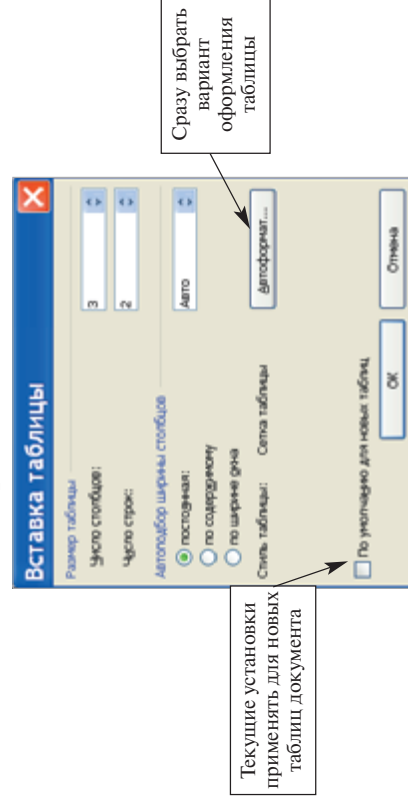 Вставка таблицы
Размер таблицы
Число столбцов: 3
Число строк: 2
Автоподбор ширины столбцов
постоянная: Авто
по содержимому
по ширине окна
Стиль таблицы: Сетка таблицы
Автоформат...
По умолчанию для новых таблиц
ОК
Отмена
Сразу выбрать
вариант
оформления
таблицы
Текущие установки
применять для новых
таблиц документа